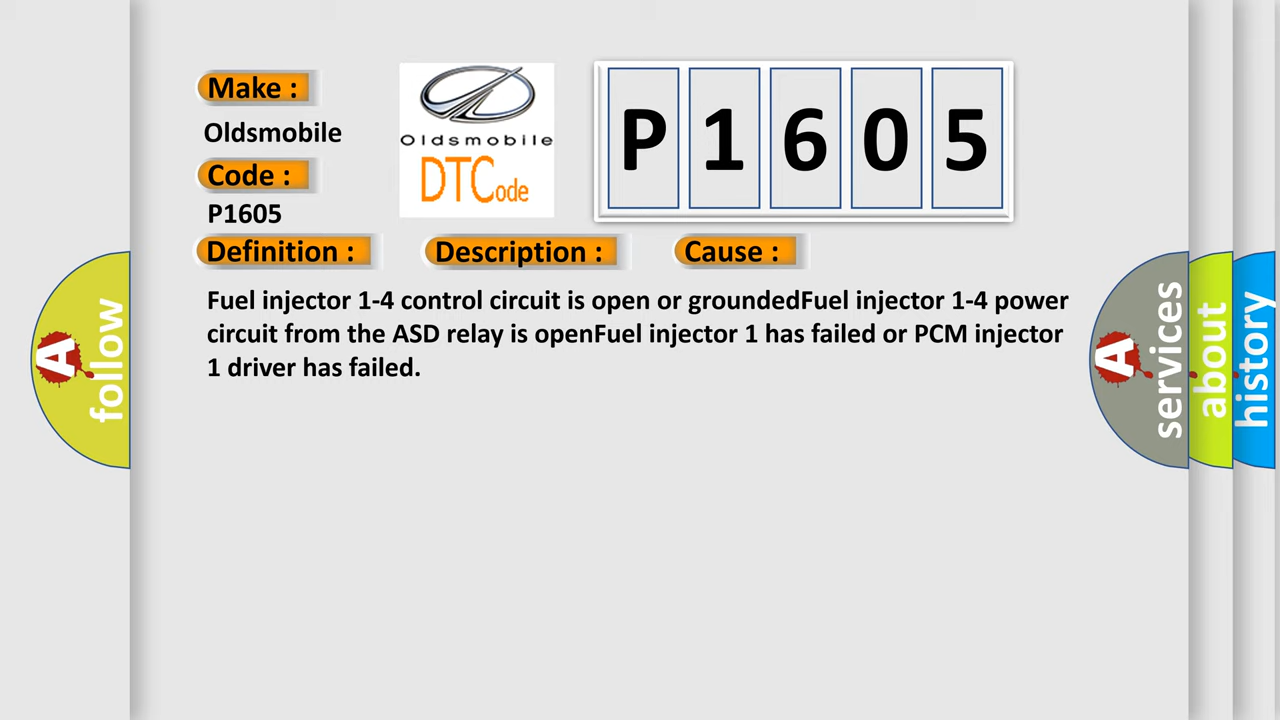 Make :
Oldsmobile
Code :
P1605
Oldsmobile
DTCode
P 1 6 0 5
Definition :
Description :
Cause :
Fuel injector 1-4 control circuit is open or groundedFuel injector 1-4 power
circuit from the ASD relay is openFuel injector 1 has failed or PCM injector
1 driver has failed.
A follow
A services
about
history